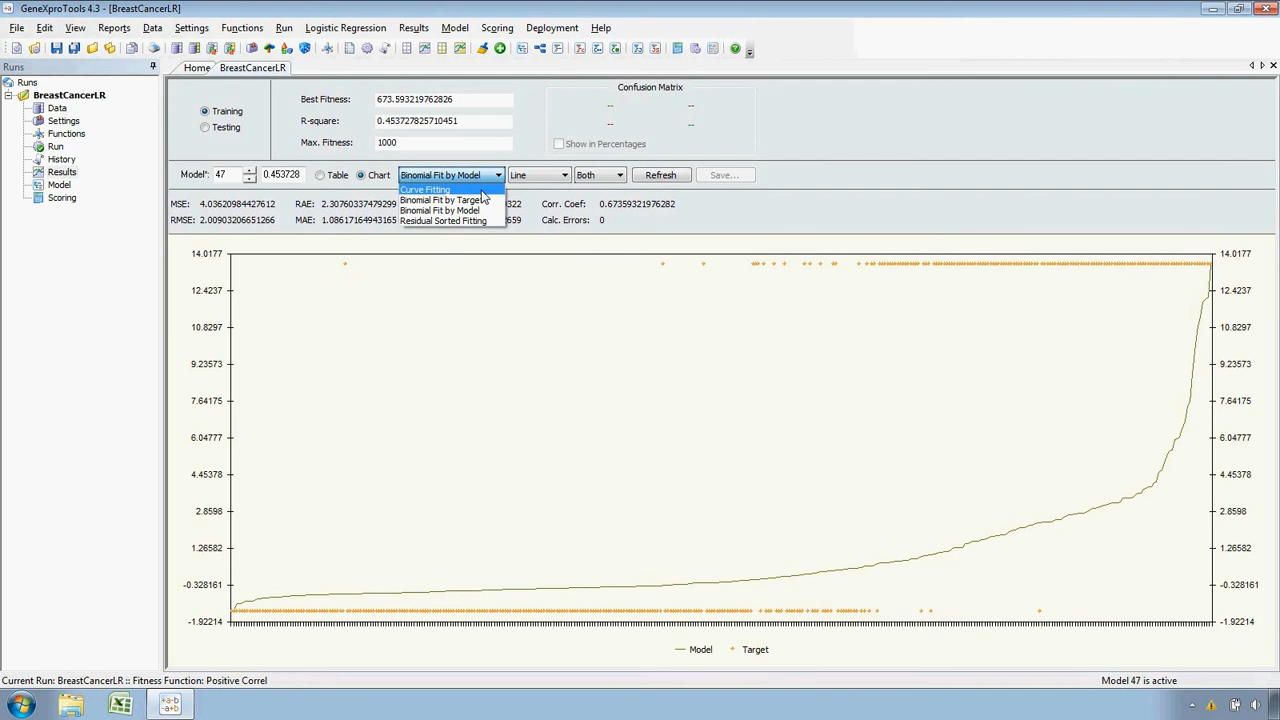 GeneXproTools 4.3 - [BreastCancerLR]
File Edit View Reports Data Settings Functions Run Logistic Regression Results Model Scoring Deployment Help
Runs
Home BreastCancerLR
Runs
BreastCancerLR
Data
Settings
Functions
Run
History
Results
Model
Scoring
Training
Testing
Best Fitness: 673.593219762826
R-square: 0.453727825710451
Max. Fitness: 1000
Confusion Matrix
-- --
-- --
Show in Percentages
Model*: 47 0.453728 Table Chart Binomial Fit by Model Line Both Refresh Save...
Curve Fitting
Binomial Fit by Target
Binomial Fit by Model
Residual Sorted Fitting
MSE: 4.03620984427612 RAE: 2.30760337479299 322 Corr. Coef: 0.67359321976282
RMSE: 2.00903206651266 MAE: 1.08617164943165 2659 Calc. Errors: 0
14.0177 14.0177
12.4237 12.4237
10.8297 10.8297
9.23573 9.23573
7.64175 7.64175
6.04777 6.04777
4.45378 4.45378
2.8598 2.8598
1.26582 1.26582
-0.328161 -0.328161
-1.92214 -1.92214
Model Target
Current Run: BreastCancerLR :: Fitness Function: Positive Correl Model 47 is active